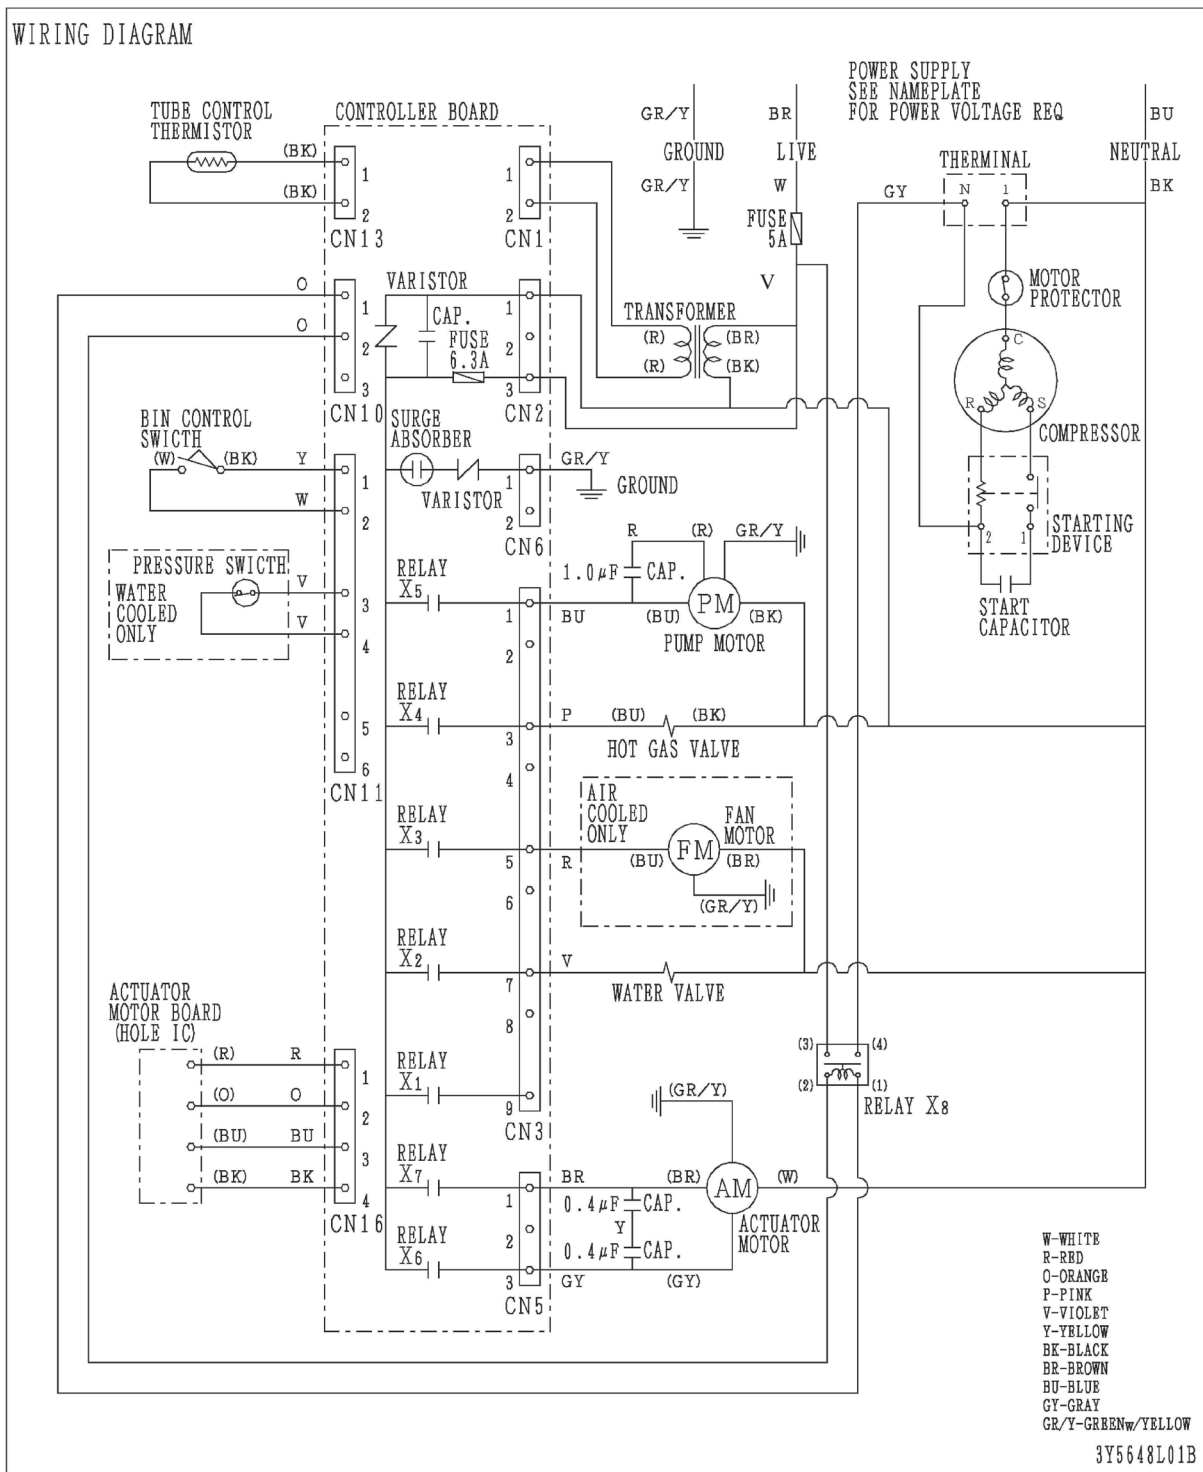 WIRING DIAGRAM
POWER SUPPLY
SEE NAMEPLATE
FOR POWER VOLTAGE REQ
TUBE CONTROL
THERMISTOR
CONTROLLER BOARD
GR/Y
BR
BU
GROUND
LIVE
NEUTRAL
THERMINAL
(BK)
(BK)
1
2
CN13
1
2
CN1
GR/Y
W
FUSE
5A
V
GY
N
1
BK
MOTOR
PROTECTOR
O
O
1
2
3
CN10
VARISTOR
CAP.
FUSE
6.3A
1
2
3
CN2
TRANSFORMER
(R)
(R)
(BR)
(BK)
C
R
S
COMPRESSOR
BIN CONTROL
SWICTH
(W)
(BK)
Y
W
1
2
SURGE
ABSORBER
VARISTOR
1
2
CN6
GR/Y
GROUND
2
1
STARTING
DEVICE
START
CAPACITOR
PRESSURE SWICTH
WATER
COOLED
ONLY
V
V
3
4
5
6
CN11
RELAY
X5
1
2
R
(R)
GR/Y
1.0μF
CAP.
BU
(BU)
PM
(BK)
PUMP MOTOR
RELAY
X4
3
4
P
(BU)
(BK)
HOT GAS VALVE
RELAY
X3
5
6
R
AIR
COOLED
ONLY
FAN
MOTOR
(BU)
FM
(BR)
(GR/Y)
RELAY
X2
7
8
V
WATER VALVE
ACTUATOR
MOTOR BOARD
(HOLE IC)
(R)
R
(O)
O
(BU)
BU
(BK)
BK
1
2
3
4
CN16
RELAY
X1
9
CN3
(3)
(4)
(2)
(1)
RELAY X8
(GR/Y)
RELAY
X7
1
2
3
CN5
BR
(BR)
AM
(W)
0.4μF
CAP.
Y
0.4μF
CAP.
ACTUATOR
MOTOR
RELAY
X6
GY
(GY)
W-WHITE
R-RED
O-ORANGE
P-PINK
V-VIOLET
Y-YELLOW
BK-BLACK
BR-BROWN
BU-BLUE
GY-GRAY
GR/Y-GREENw/YELLOW
3Y5648L01B